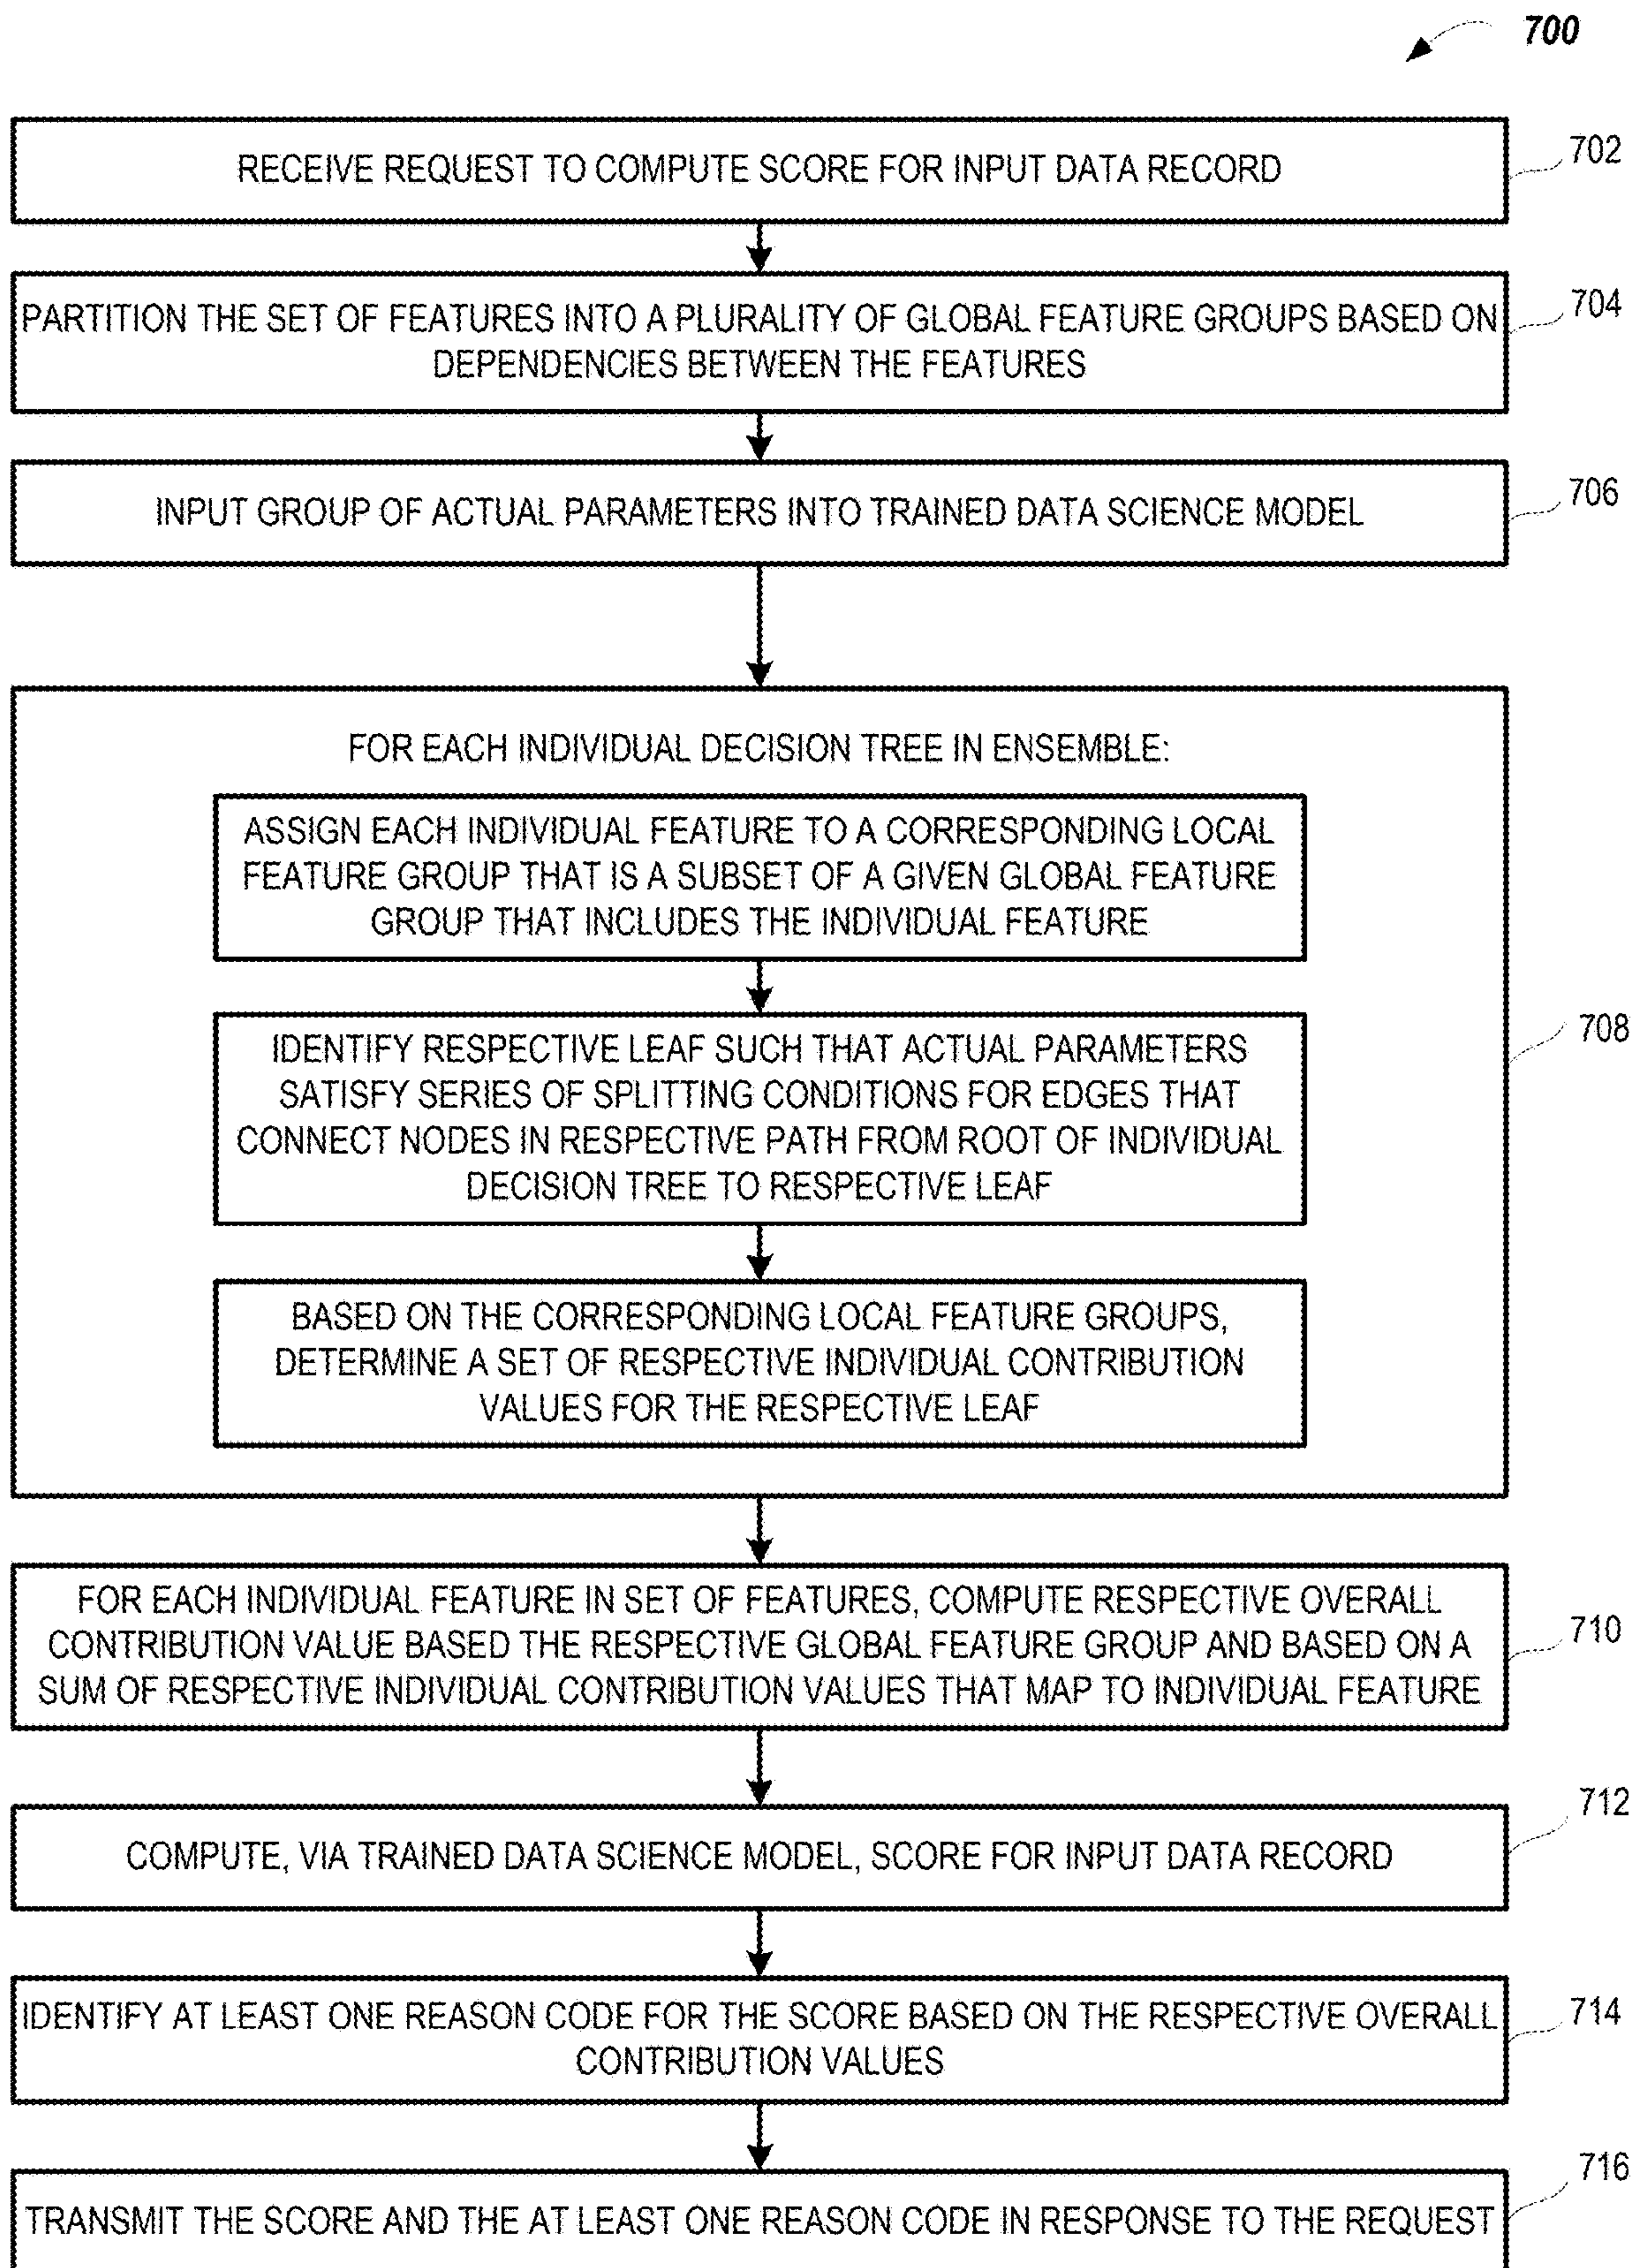 700
RECEIVE REQUEST TO COMPUTE SCORE FOR INPUT DATA RECORD
702
PARTITION THE SET OF FEATURES INTO A PLURALITY OF GLOBAL FEATURE GROUPS BASED ON
DEPENDENCIES BETWEEN THE FEATURES
704
INPUT GROUP OF ACTUAL PARAMETERS INTO TRAINED DATA SCIENCE MODEL
706
FOR EACH INDIVIDUAL DECISION TREE IN ENSEMBLE:
ASSIGN EACH INDIVIDUAL FEATURE TO A CORRESPONDING LOCAL
FEATURE GROUP THAT IS A SUBSET OF A GIVEN GLOBAL FEATURE
GROUP THAT INCLUDES THE INDIVIDUAL FEATURE
IDENTIFY RESPECTIVE LEAF SUCH THAT ACTUAL PARAMETERS
SATISFY SERIES OF SPLITTING CONDITIONS FOR EDGES THAT
CONNECT NODES IN RESPECTIVE PATH FROM ROOT OF INDIVIDUAL
DECISION TREE TO RESPECTIVE LEAF
BASED ON THE CORRESPONDING LOCAL FEATURE GROUPS,
DETERMINE A SET OF RESPECTIVE INDIVIDUAL CONTRIBUTION
VALUES FOR THE RESPECTIVE LEAF
708
FOR EACH INDIVIDUAL FEATURE IN SET OF FEATURES, COMPUTE RESPECTIVE OVERALL
CONTRIBUTION VALUE BASED THE RESPECTIVE GLOBAL FEATURE GROUP AND BASED ON A
SUM OF RESPECTIVE INDIVIDUAL CONTRIBUTION VALUES THAT MAP TO INDIVIDUAL FEATURE
710
COMPUTE, VIA TRAINED DATA SCIENCE MODEL, SCORE FOR INPUT DATA RECORD
712
IDENTIFY AT LEAST ONE REASON CODE FOR THE SCORE BASED ON THE RESPECTIVE OVERALL
CONTRIBUTION VALUES
714
TRANSMIT THE SCORE AND THE AT LEAST ONE REASON CODE IN RESPONSE TO THE REQUEST
716